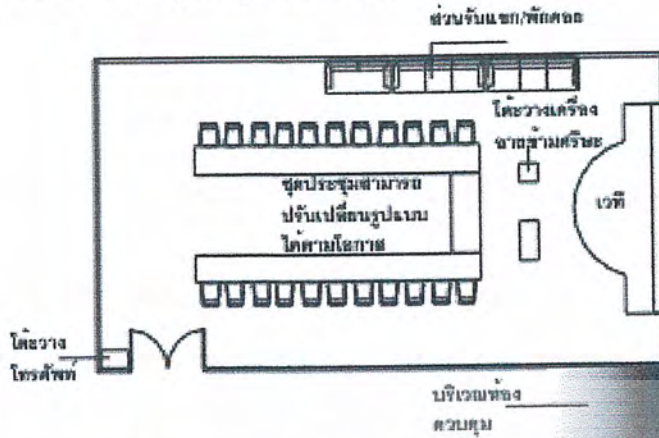 ส่วนรับแขก/พักคอย
โต๊ะวางเครื่อง
ฉายข้ามศรีษะ
ชุดประชุมสามารถ
ปรับเปลี่ยนรูปแบบ
ได้ตามโอกาส
เวที
โต๊ะวาง
โทรศัพท์
บริเวณห้อง
ควบคุม